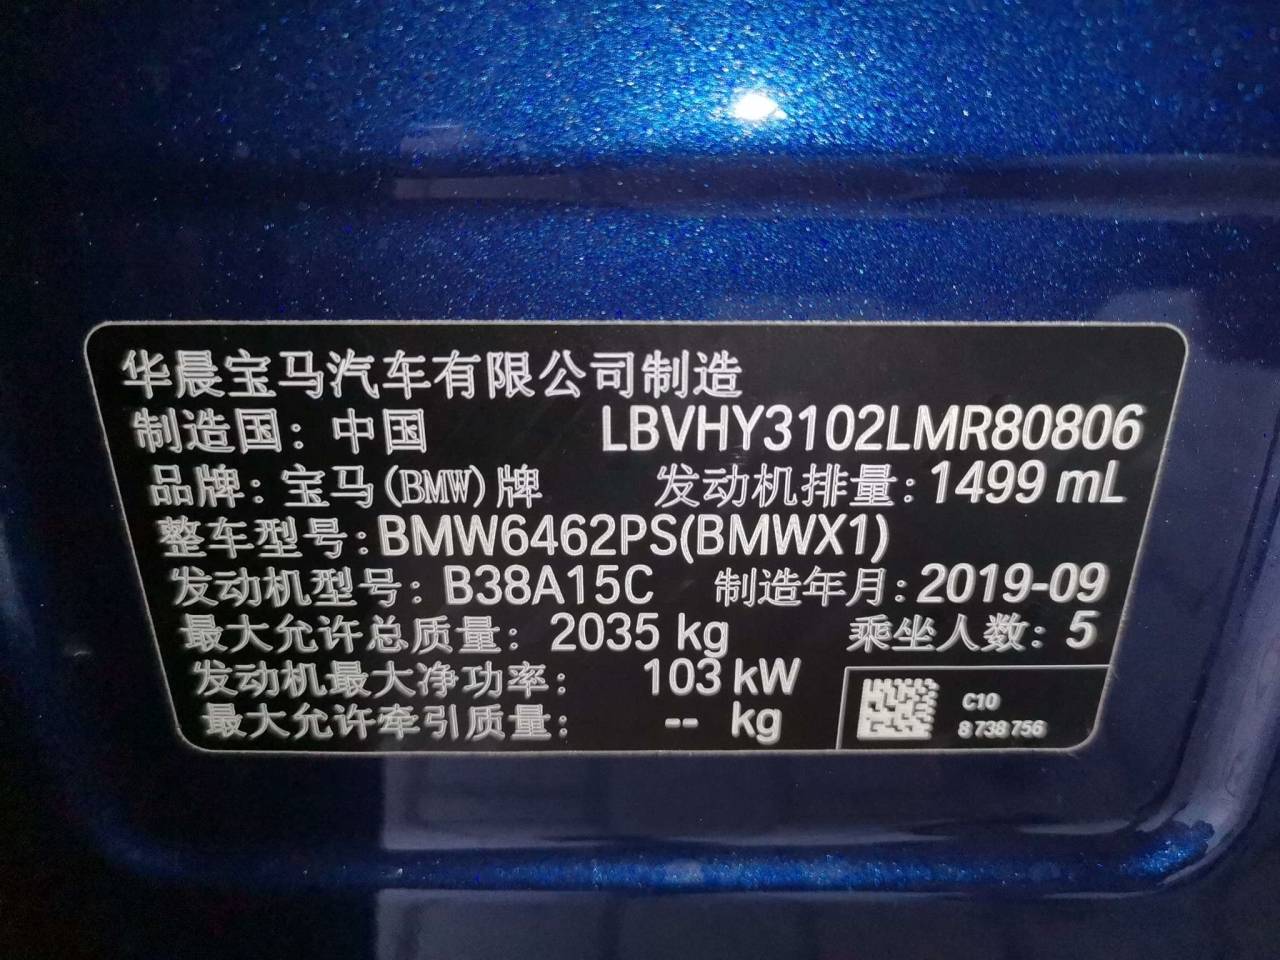 华晨宝马汽车有限公司制造
制造国：中国 LBVHY3102LMR80806
品牌：宝马(BMW)牌 发动机排量：1499 mL
整车型号：BMW6462PS(BMWX1)
发动机型号：B38A15C 制造年月：2019-09
最大允许总质量：2035 kg 乘坐人数：5
发动机最大净功率：103 kW
最大允许牵引质量：-- kg
C10
8 738 756